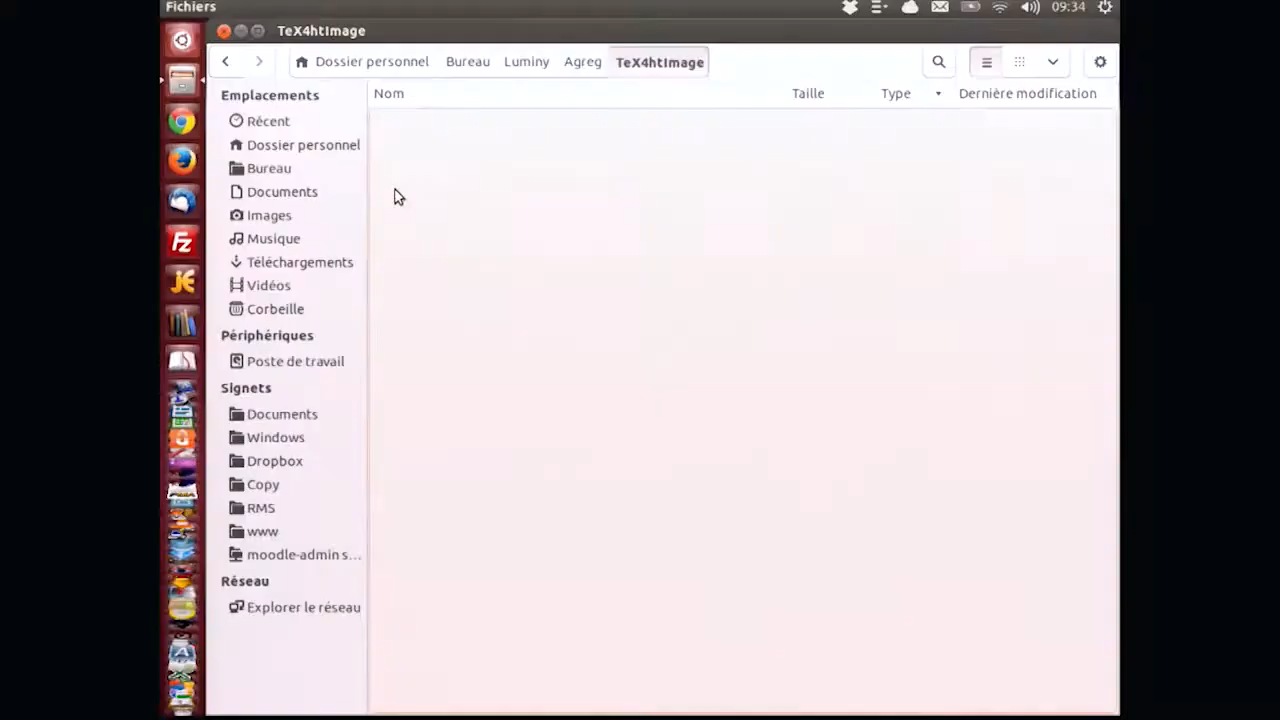 Fichiers
09:34
TeX4htImage
Dossier personnel Bureau Luminy Agreg TeX4htImage
Nom Taille Type Dernière modification
Emplacements
Récent
Dossier personnel
Bureau
Documents
Images
Musique
Téléchargements
Vidéos
Corbeille
Périphériques
Poste de travail
Signets
Documents
Windows
Dropbox
Copy
RMS
www
moodle-admin s...
Réseau
Explorer le réseau
Fz
jE